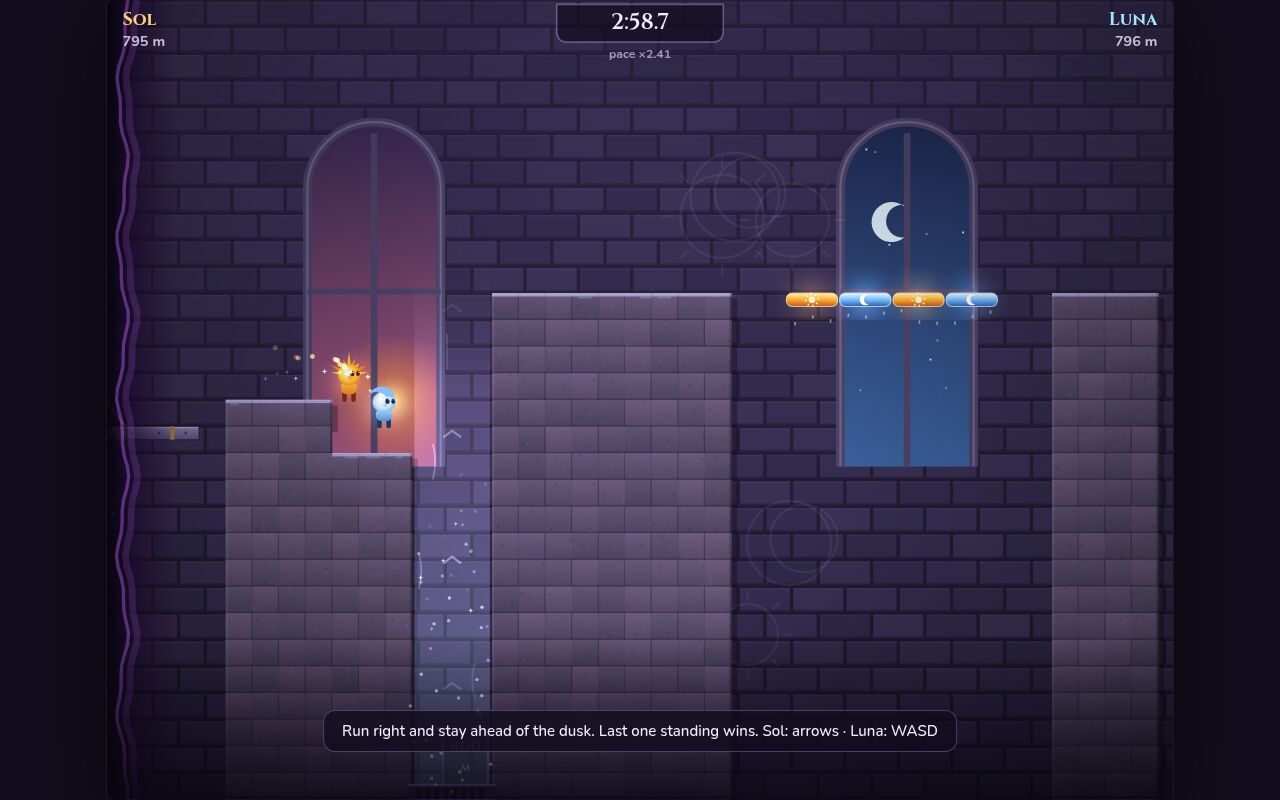 Sol
795 m
2:58.7
pace ×2.41
Luna
796 m
Run right and stay ahead of the dusk. Last one standing wins. Sol: arrows · Luna: WASD
800
M